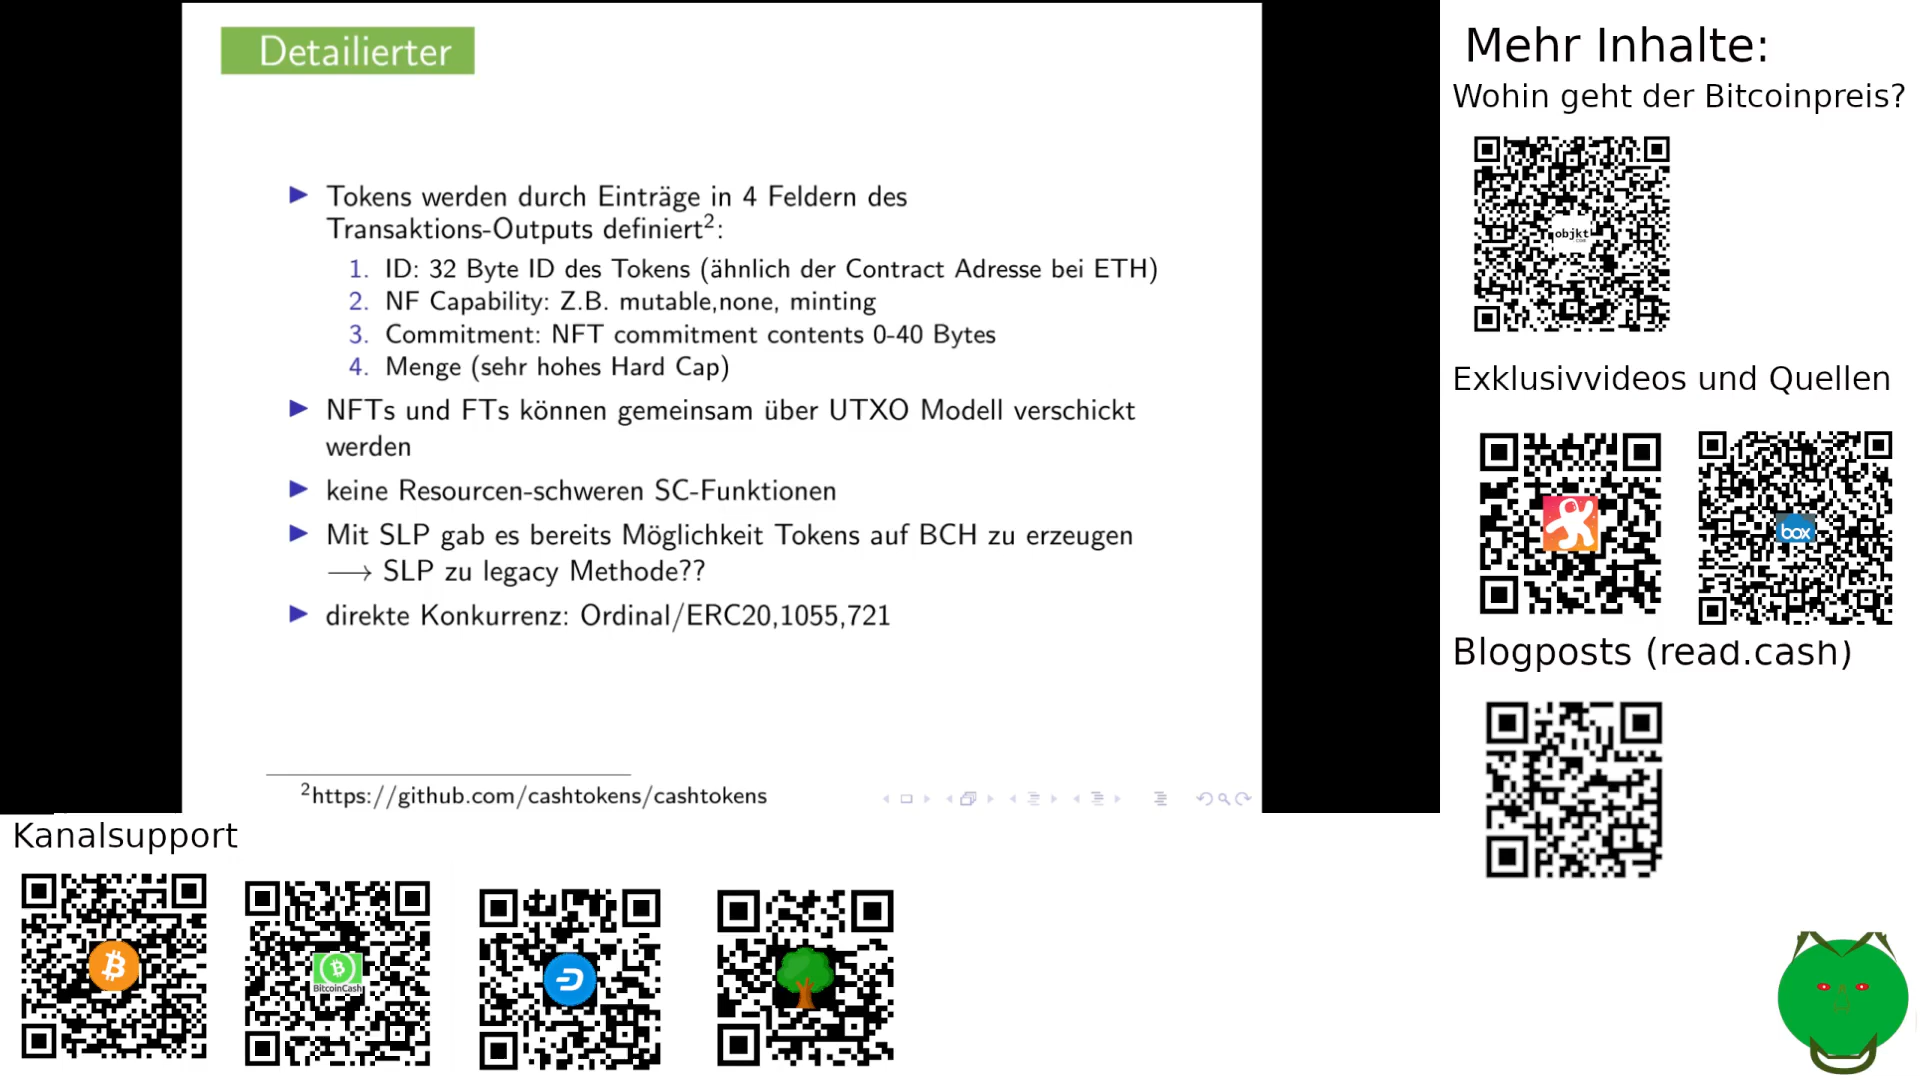 Detailierter
Tokens werden durch Einträge in 4 Feldern des
Transaktions-Outputs definiert²:
1. ID: 32 Byte ID des Tokens (ähnlich der Contract Adresse bei ETH)
2. NF Capability: Z.B. mutable,none, minting
3. Commitment: NFT commitment contents 0-40 Bytes
4. Menge (sehr hohes Hard Cap)
NFTs und FTs können gemeinsam über UTXO Modell verschickt
werden
keine Resourcen-schweren SC-Funktionen
Mit SLP gab es bereits Möglichkeit Tokens auf BCH zu erzeugen
⟶ SLP zu legacy Methode??
direkte Konkurrenz: Ordinal/ERC20,1055,721
²https://github.com/cashtokens/cashtokens
Mehr Inhalte:
Wohin geht der Bitcoinpreis?
objkt
.com
Exklusivvideos und Quellen
box
Blogposts (read.cash)
Kanalsupport
BitcoinCash